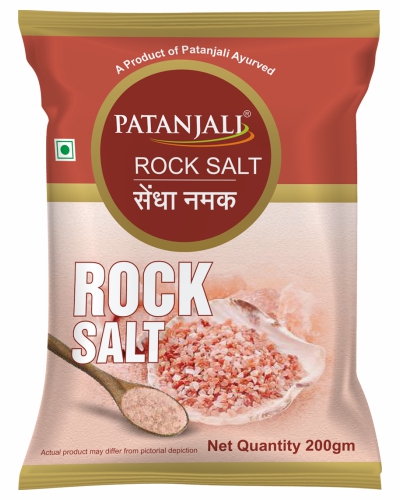 A Product of Patanjali Ayurved
PATANJALI®
ROCK SALT
सेंधा नमक
ROCK
SALT
Actual product may differ from pictorial depiction
Net Quantity 200gm